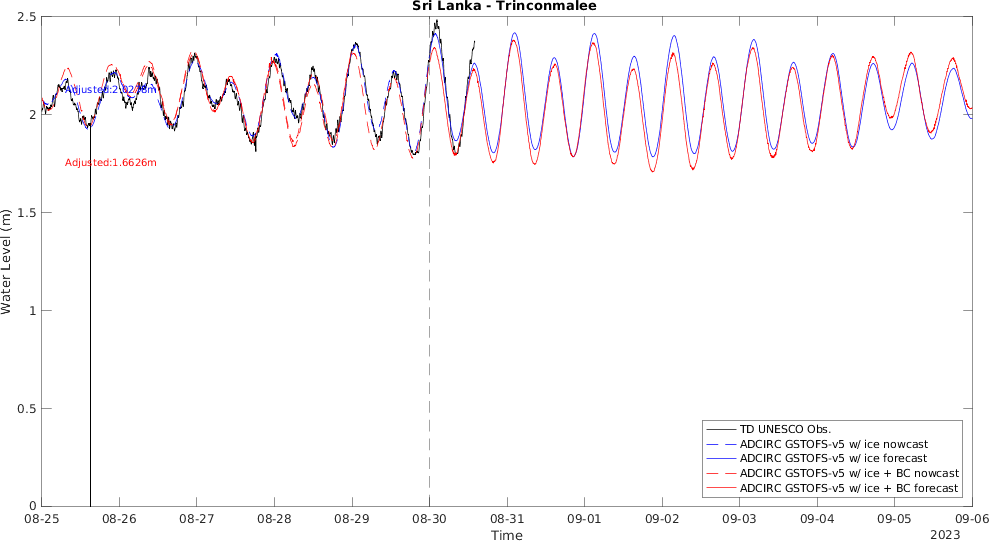 Sri Lanka - Trinconmalee
2.5
2
1.5
1
0.5
0
Water Level (m)
Adjusted:1.6626m
TD UNESCO Obs.
ADCIRC GSTOFS-v5 w/ ice nowcast
ADCIRC GSTOFS-v5 w/ ice forecast
ADCIRC GSTOFS-v5 w/ ice + BC nowcast
ADCIRC GSTOFS-v5 w/ ice + BC forecast
08-25 08-26 08-27 08-28 08-29 08-30 08-31 09-01 09-02 09-03 09-04 09-05 09-06
Time
2023